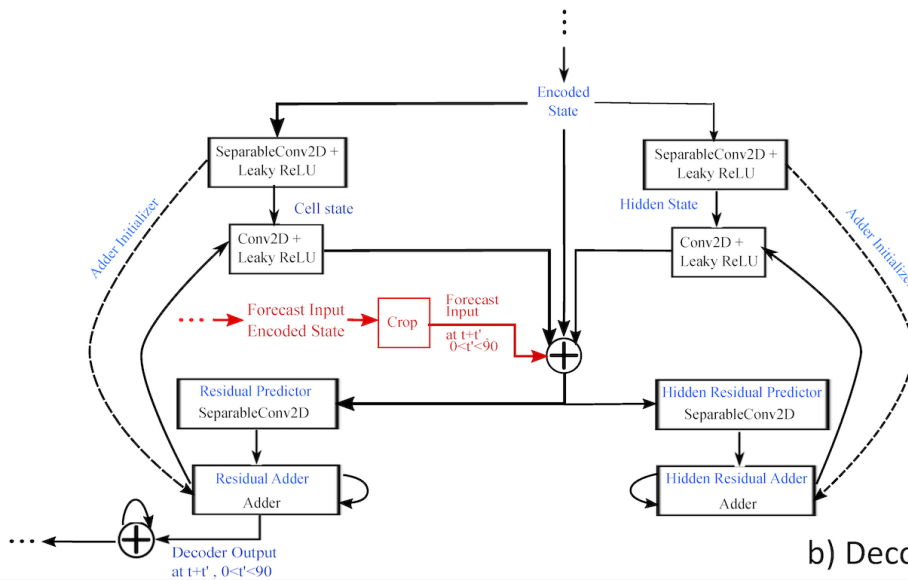 Encoded
State
SeparableConv2D +
Leaky ReLU
SeparableConv2D +
Leaky ReLU
Cell state
Hidden State
Adder Initializer
Adder Initializer
Conv2D +
Leaky ReLU
Conv2D +
Leaky ReLU
Forecast Input
Encoded State
Crop
Forecast
Input
at t+t',
0<t'<90
Residual Predictor
SeparableConv2D
Hidden Residual Predictor
SeparableConv2D
Residual Adder
Adder
Hidden Residual Adder
Adder
Decoder Output
at t+t' , 0<t'<90
b) Deco